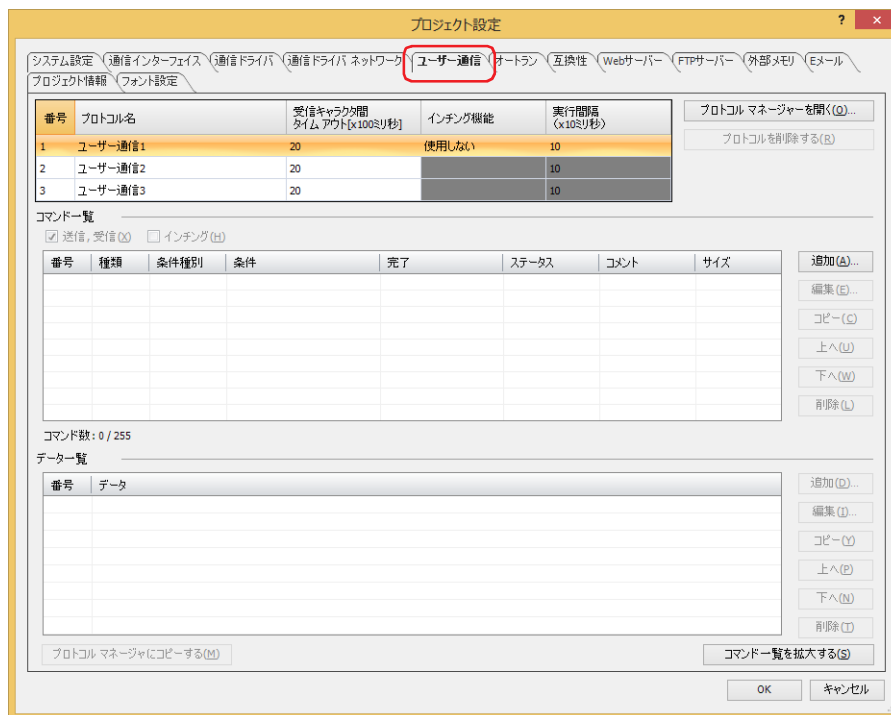 プロジェクト設定
? ×
システム設定 通信インターフェイス 通信ドライバ 通信ドライバ ネットワーク ユーザー通信 オートラン 互換性 Webサーバー FTPサーバー 外部メモリ Eメール
プロジェクト情報 フォント設定
番号 プロトコル名 受信キャラクタ間タイム アウト[x100ミリ秒] インチング機能 実行間隔(x10ミリ秒)
プロトコル マネージャーを開く(O)...
1 ユーザー通信1 20 使用しない 10
プロトコルを削除する(R)
2 ユーザー通信2 20 10
3 ユーザー通信3 20 10
コマンド一覧
送信, 受信(X) インチング(H)
番号 種類 条件種別 条件 完了 ステータス コメント サイズ
追加(A)...
編集(E)...
コピー(C)
上へ(U)
下へ(W)
削除(L)
コマンド数: 0 / 255
データ一覧
番号 データ
追加(D)...
編集(I)...
コピー(Y)
上へ(P)
下へ(N)
削除(T)
プロトコル マネージャにコピーする(M)
コマンド一覧を拡大する(S)
OK キャンセル